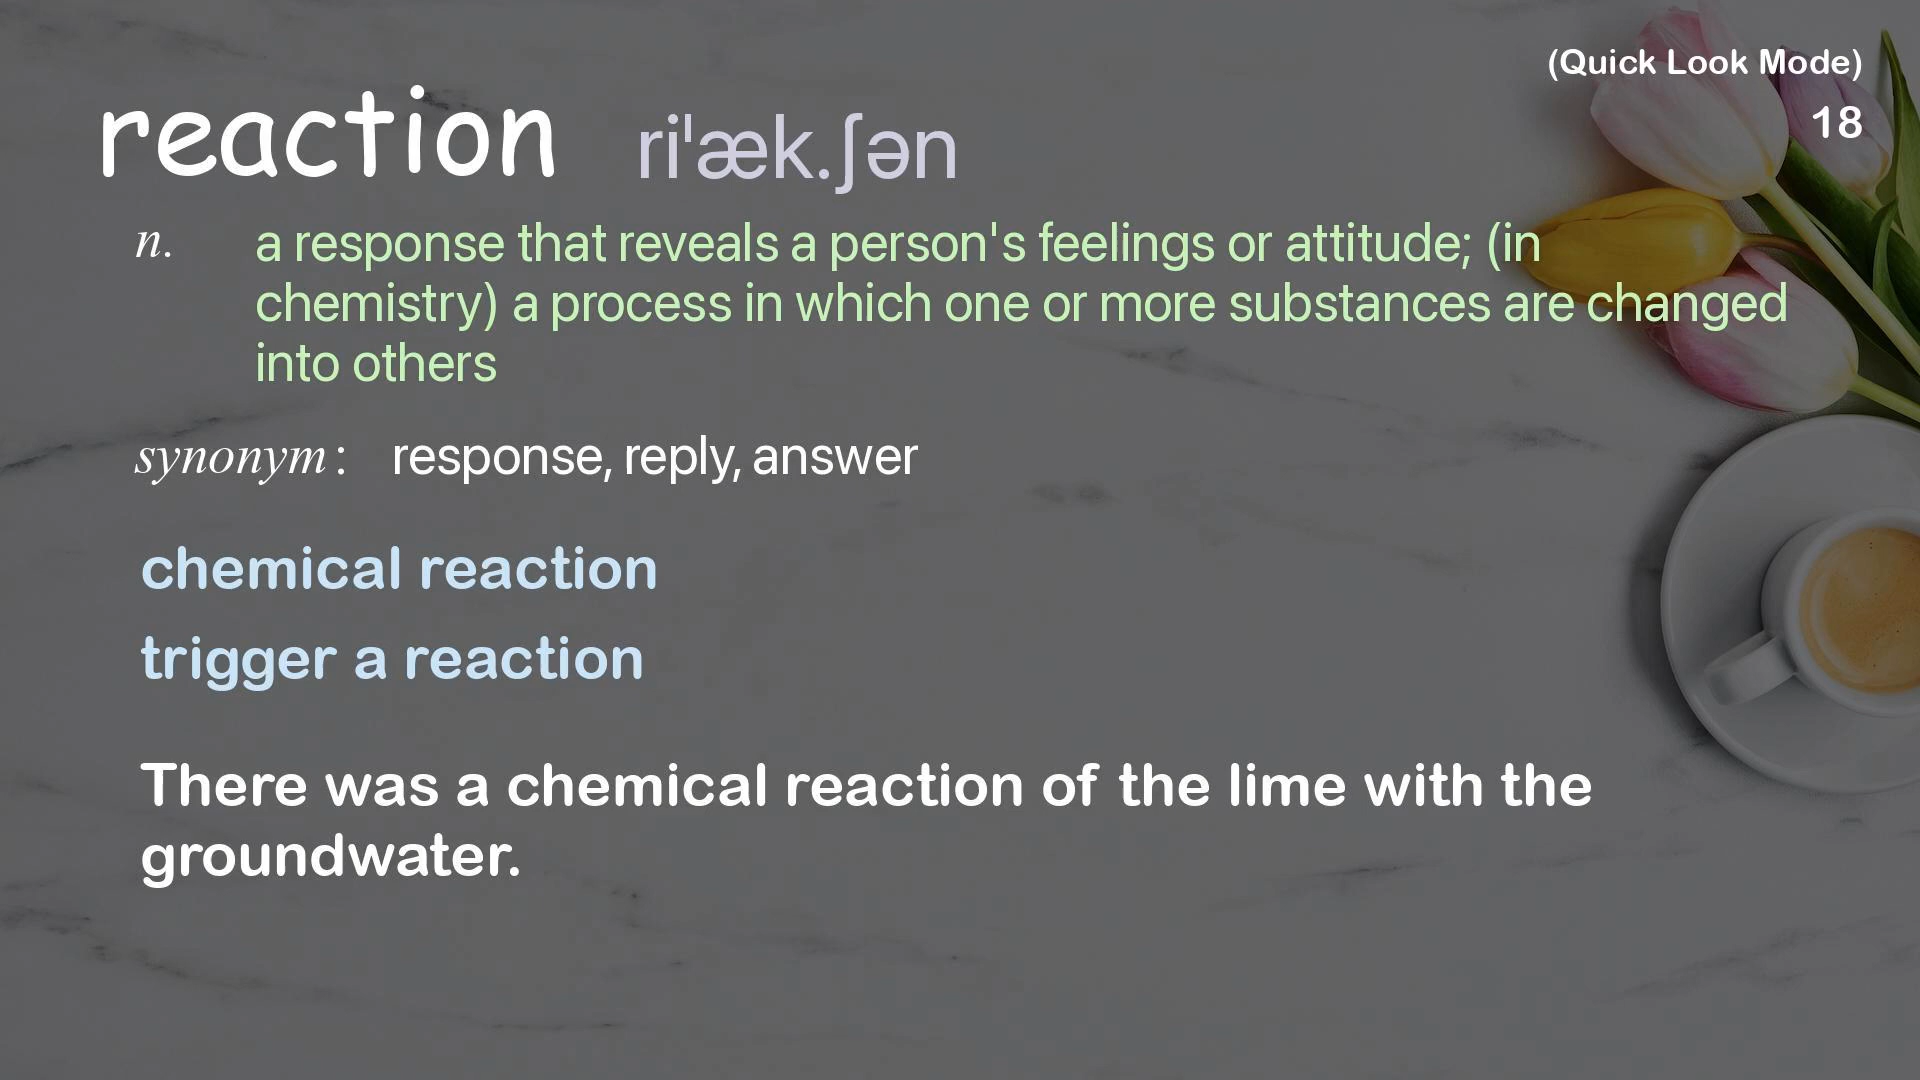 (Quick Look Mode)
18
reaction riˈæk.ʃən
n. a response that reveals a person's feelings or attitude; (in
chemistry) a process in which one or more substances are changed
into others
synonym: response, reply, answer
chemical reaction
trigger a reaction
There was a chemical reaction of the lime with the
groundwater.